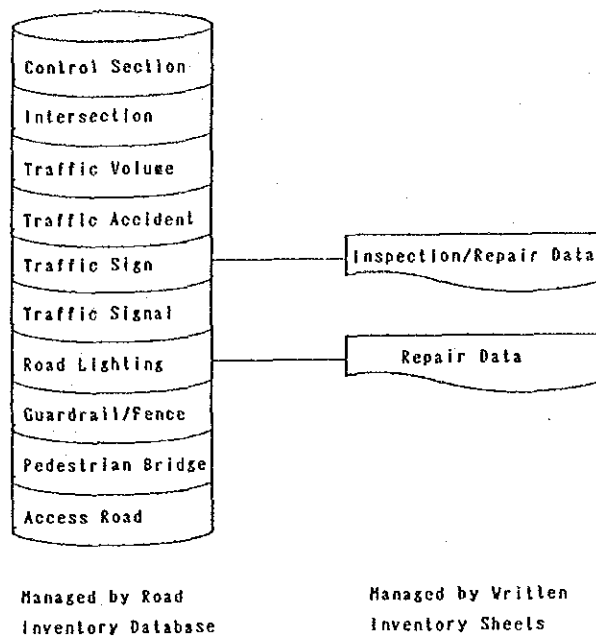 Control Section
Intersection
Traffic Volume
Traffic Accident
Traffic Sign
Inspection/Repair Data
Traffic Signal
Road Lighting
Repair Data
Guardrail/Fence
Pedestrian Bridge
Access Road
Managed by Road
Inventory Database
Managed by Written
Inventory Sheets